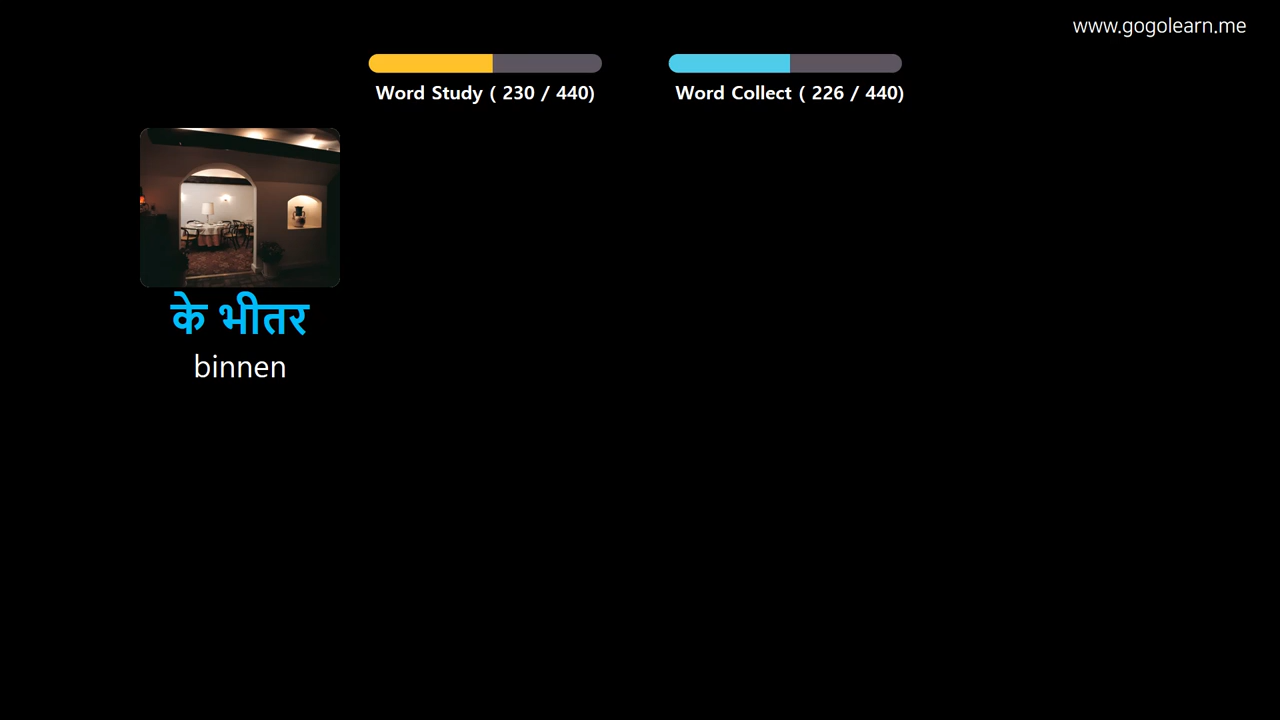 www.gogolearn.me
Word Study ( 230 / 440)
Word Collect ( 226 / 440)
के भीतर
binnen